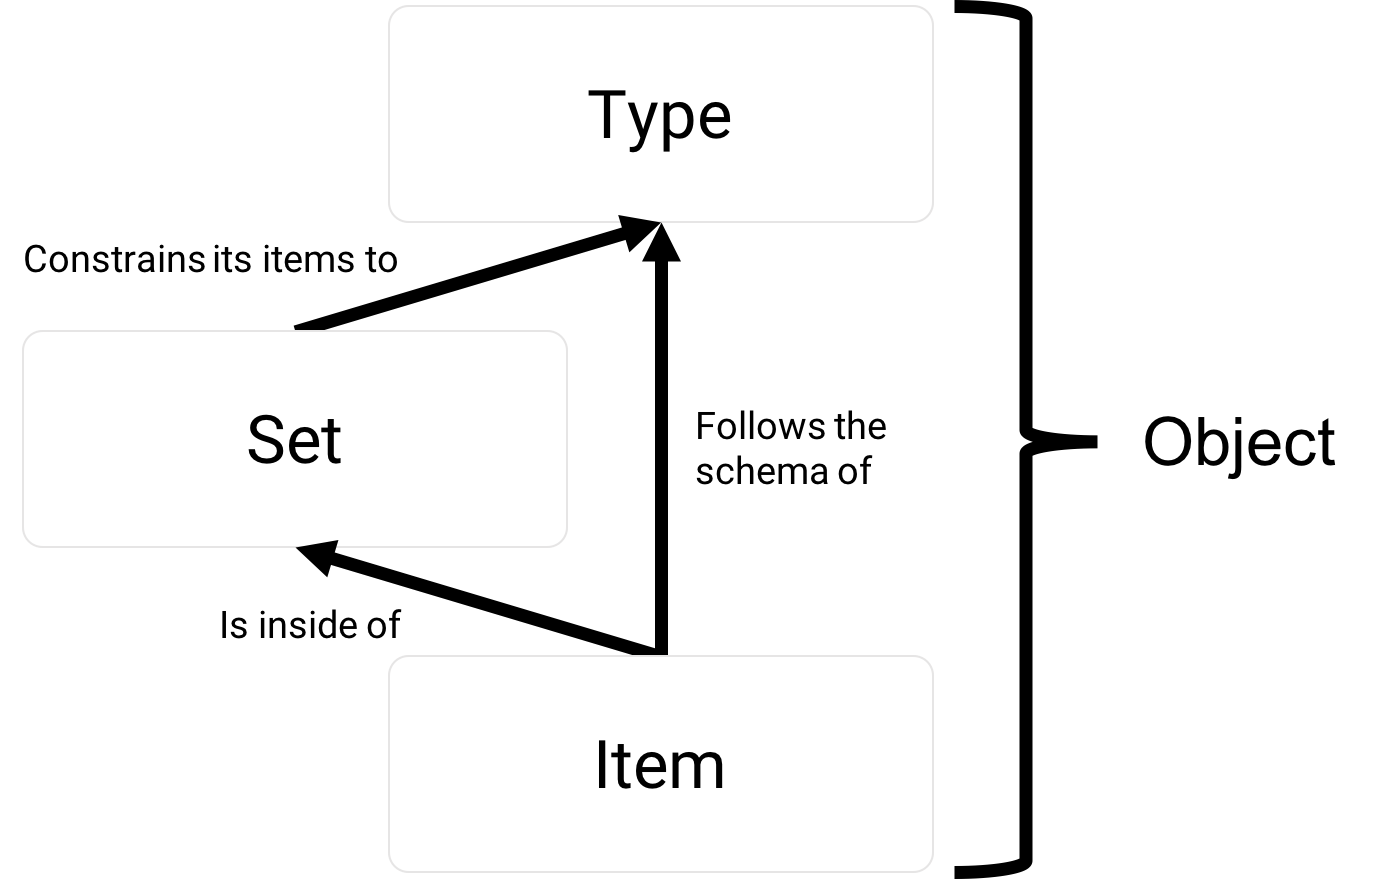 Type
Constrains its items to
Set
Follows the
schema of
Object
Is inside of
Item